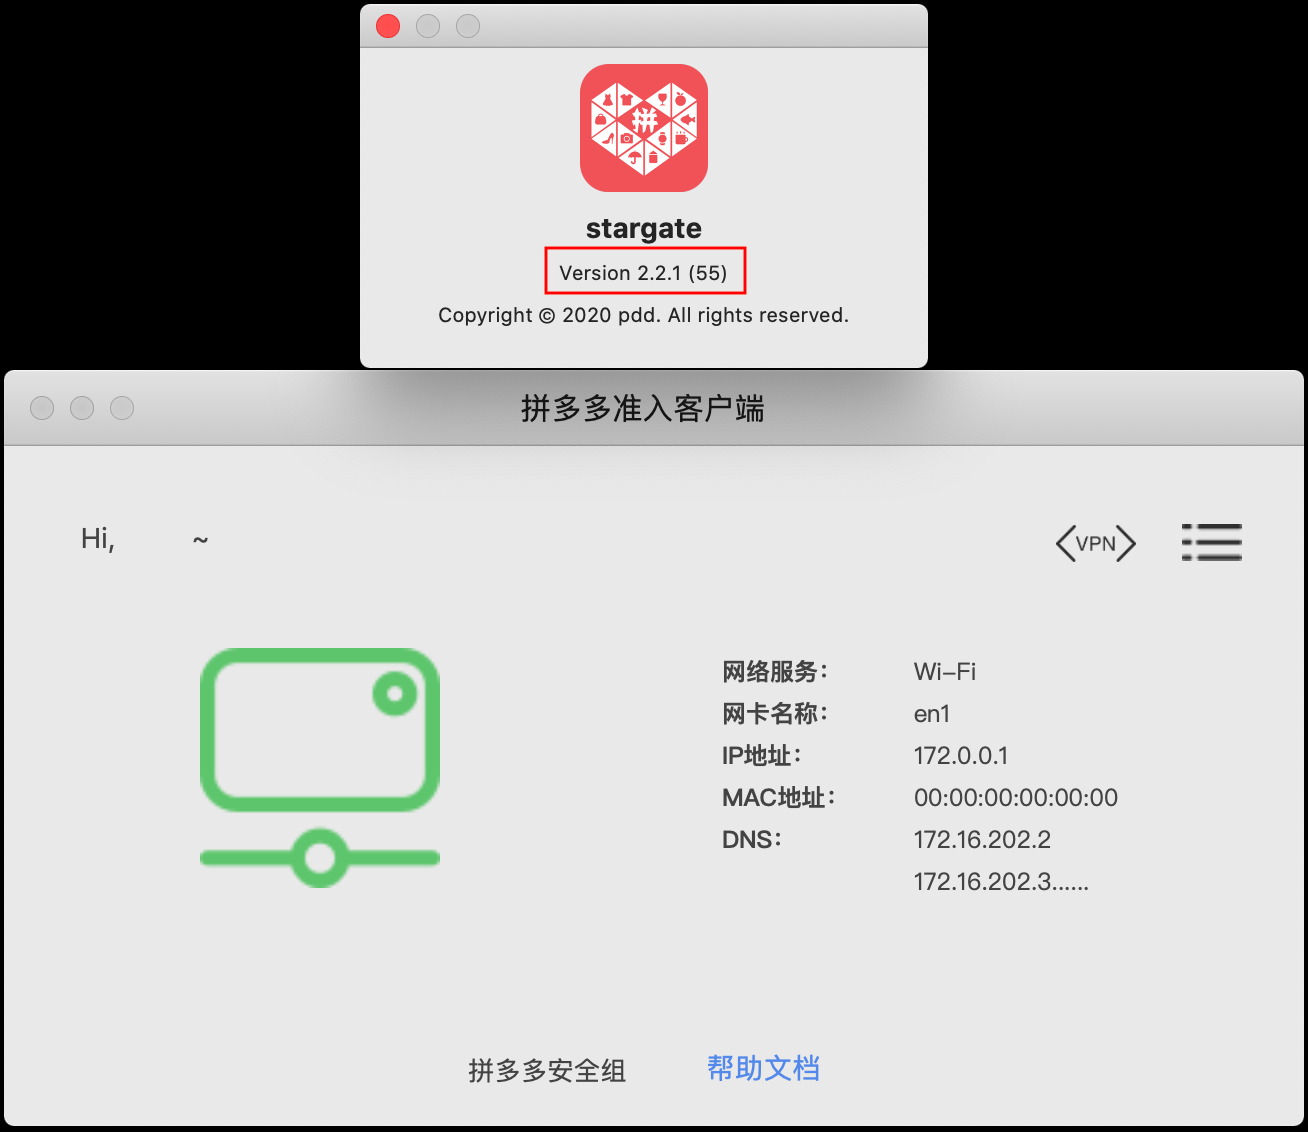 拼
stargate
Version 2.2.1 (55)
Copyright © 2020 pdd. All rights reserved.
拼多多准入客户端
Hi, ~
VPN
网络服务： Wi-Fi
网卡名称： en1
IP地址： 172.0.0.1
MAC地址： 00:00:00:00:00:00
DNS： 172.16.202.2
172.16.202.3......
拼多多安全组 帮助文档